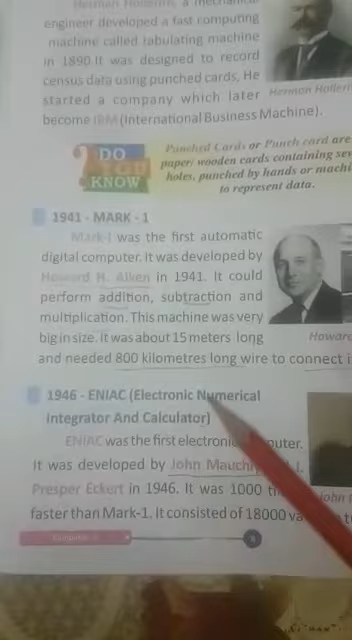 Herman Hollerith, a mechanical
engineer developed a fast computing
machine called tabulating machine
in 1890.It was designed to record
census data using punched cards, He
started a company which later
become IBM (International Business Machine).
Herman Holleri
Punched Cards or Punch card are
paper/ wooden cards containing sev
holes, punched by hands or machi
to represent data.
? DO
YOU
KNOW
1941 - MARK - 1
Mark-I was the first automatic
digital computer. It was developed by
Howard H. Aiken in 1941. It could
perform addition, subtraction and
multiplication. This machine was very
big in size. It was about 15 meters long
Howard
and needed 800 kilometres long wire to connect i
1946 - ENIAC (Electronic Numerical
Integrator And Calculator)
ENIAC was the first electronic puter.
It was developed by John Mauchly J.
Presper Eckert in 1946. It was 1000 ti
John
faster than Mark-1. It consisted of 18000 va t